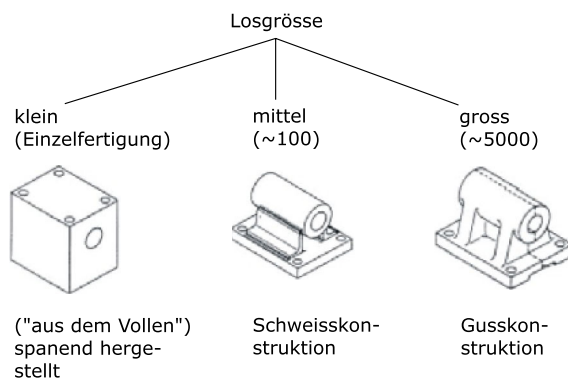 Losgrösse
klein
(Einzelfertigung)
mittel
(~100)
gross
(~5000)
("aus dem Vollen")
spanend herge-
stellt
Schweisskon-
struktion
Gusskon-
struktion